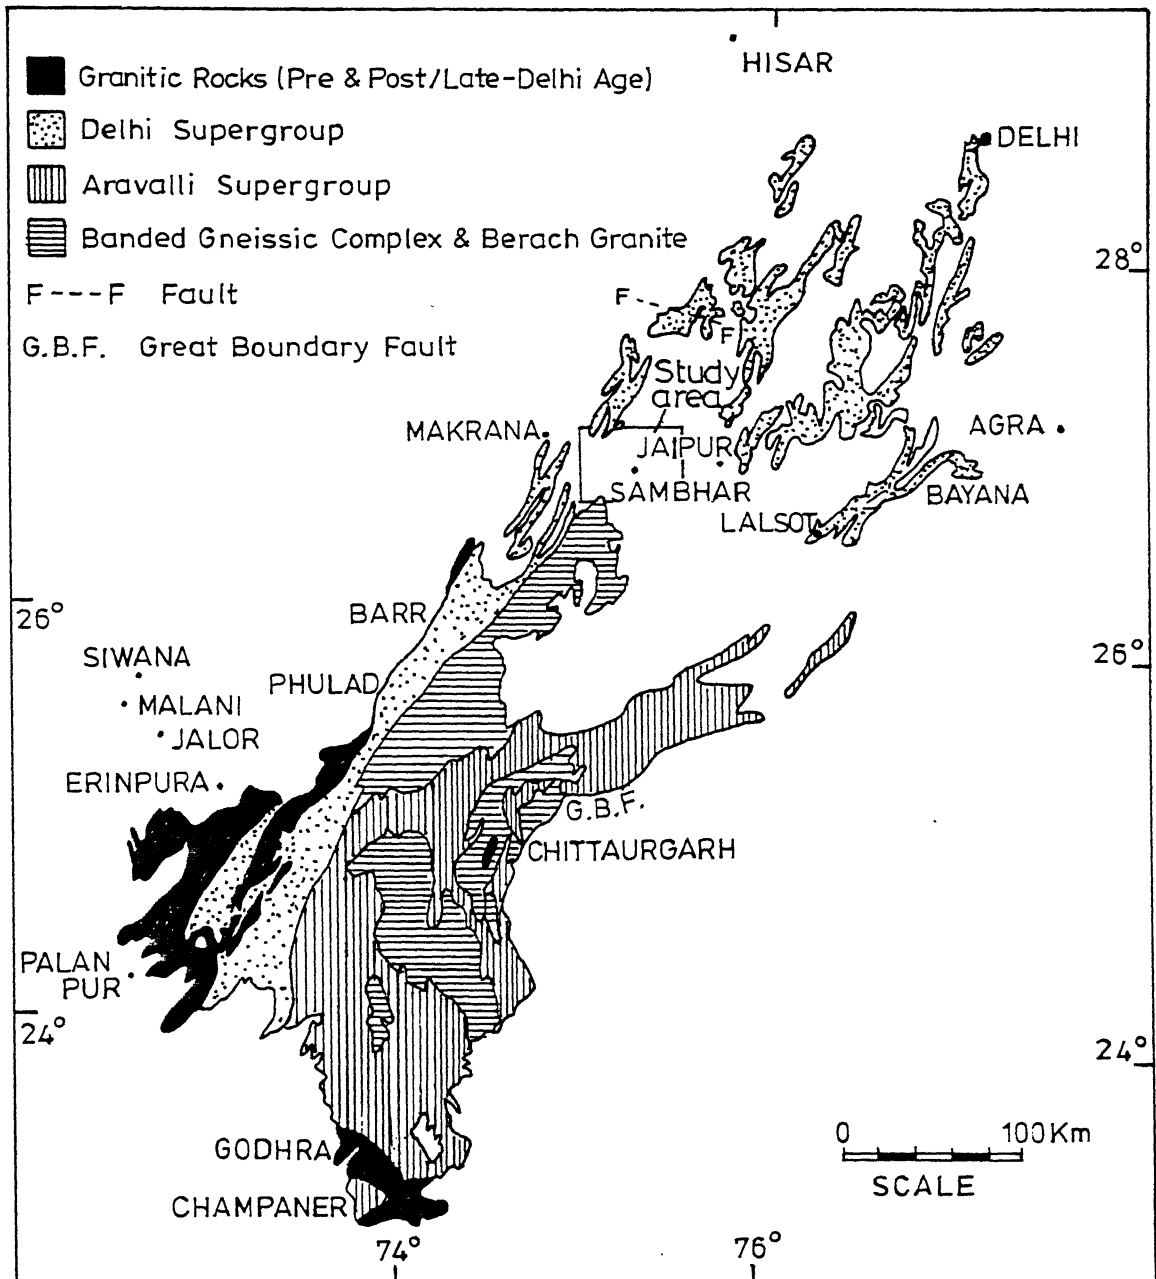 HISAR
Granitic Rocks (Pre & Post/Late-Delhi Age)
Delhi Supergroup
DELHI
Aravalli Supergroup
Banded Gneissic Complex & Berach Granite
28°
F---F Fault
F--
F
G.B.F. Great Boundary Fault
Study
area
MAKRANA
AGRA
JAIPUR
SAMBHAR
BAYANA
LALSOT
26°
BARR
26°
SIWANA
PHULAD
MALANI
JALOR
ERINPURA
G.B.F.
CHITTAURGARH
PALAN
PUR
24°
24°
0 100Km
GODHRA
SCALE
CHAMPANER
74°
76°